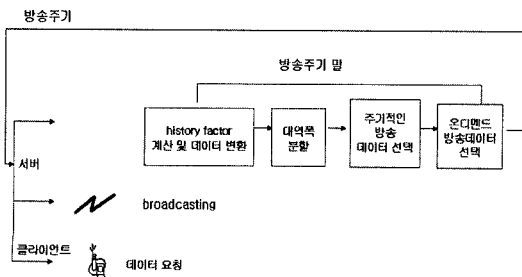 방송주기
방송주기 말
history factor
계산 및 데이터 변환
대역폭
분할
주기적인
방송
데이터 선택
온디멘드
방송데이터
선택
서버
broadcasting
클라이언트
데이터 요청